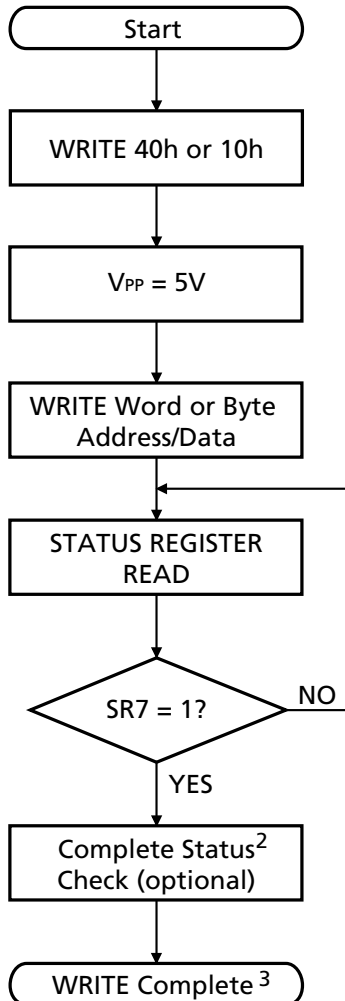 Start
WRITE 40h or 10h
VPP = 5V
WRITE Word or Byte
Address/Data
STATUS REGISTER
READ
SR7 = 1?
NO
YES
Complete Status2
Check (optional)
WRITE Complete 3